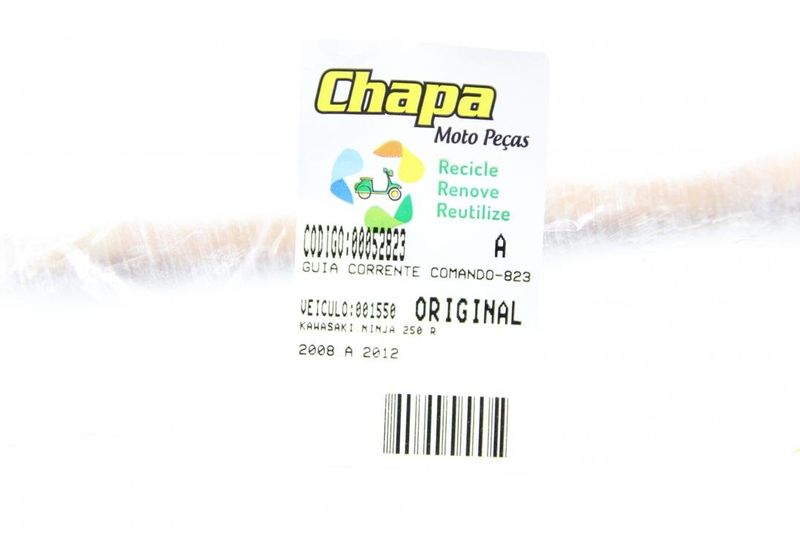 Chapa
Moto Peças
Recicle
Renove
Reutilize
CODIGO:00052823 A
GUIA CORRENTE COMANDO-823
VEICULO:001550 ORIGINAL
KAWASAKI NINJA 250 R
2008 A 2012